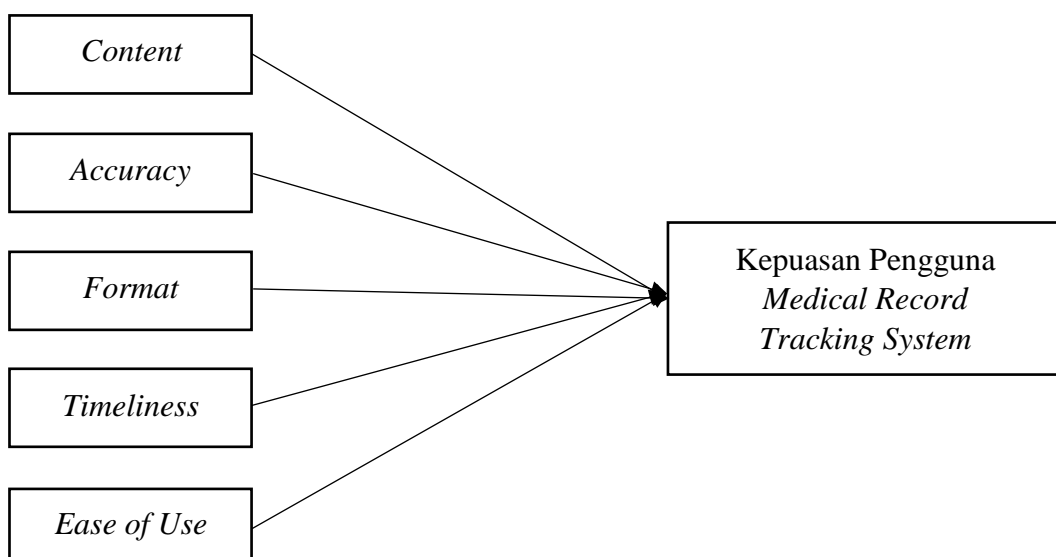 Content
Accuracy
Format
Timeliness
Ease of Use
Kepuasan Pengguna
Medical Record
Tracking System